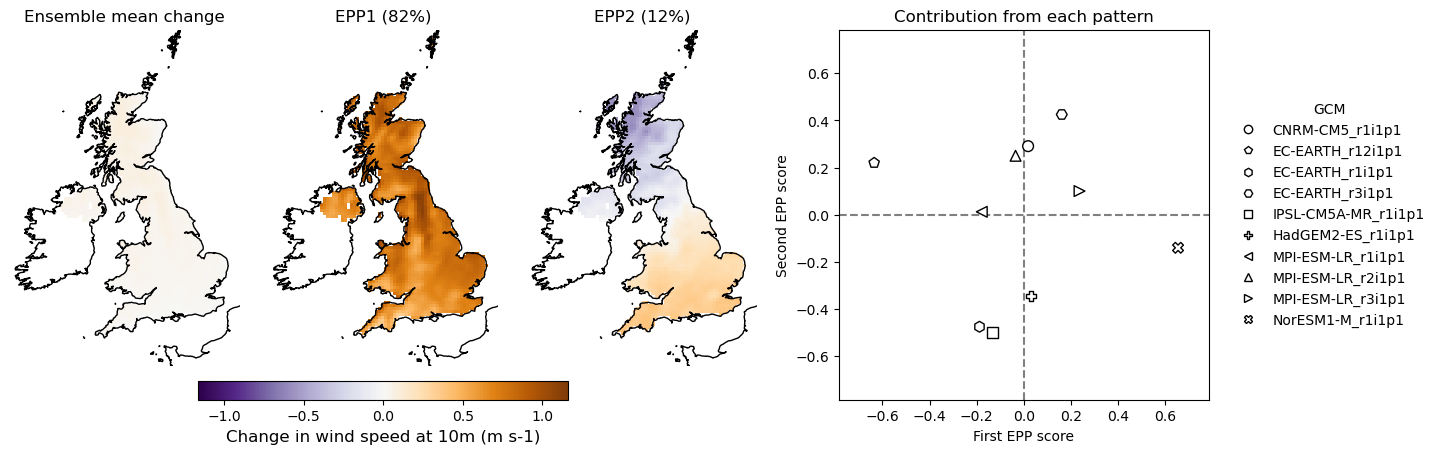 Ensemble mean change
EPP1 (82%)
EPP2 (12%)
−1.0 −0.5 0.0 0.5 1.0
Change in wind speed at 10m (m s-1)
Contribution from each pattern
Second EPP score
0.6
0.4
0.2
0.0
−0.2
−0.4
−0.6
−0.6 −0.4 −0.2 0.0 0.2 0.4 0.6
First EPP score
GCM
CNRM-CM5_r1i1p1
EC-EARTH_r12i1p1
EC-EARTH_r1i1p1
EC-EARTH_r3i1p1
IPSL-CM5A-MR_r1i1p1
HadGEM2-ES_r1i1p1
MPI-ESM-LR_r1i1p1
MPI-ESM-LR_r2i1p1
MPI-ESM-LR_r3i1p1
NorESM1-M_r1i1p1